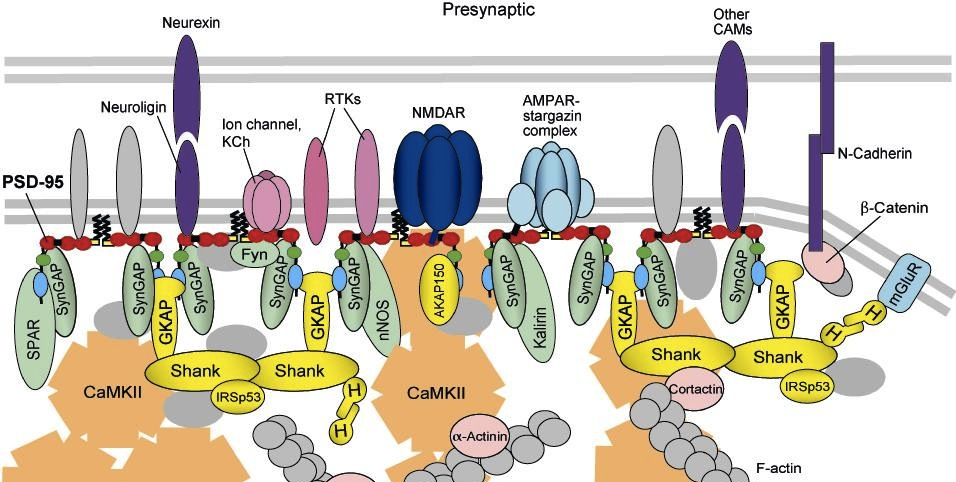 Presynaptic
Neurexin
Other
CAMs
Neuroligin
RTKs
Ion channel,
KCh
NMDAR
AMPAR-
stargazin
complex
N-Cadherin
PSD-95
β-Catenin
Fyn
SynGAP
SynGAP
SynGAP
SynGAP
SynGAP
SynGAP
SynGAP
SynGAP
SynGAP
SPAR
GKAP
GKAP
nNOS
AKAP150
Kalirin
GKAP
GKAP
mGluR
H
H
Shank
Shank
Shank
Shank
CaMKII
CaMKII
IRSp53
H
H
Cortactin
IRSp53
α-Actinin
F-actin